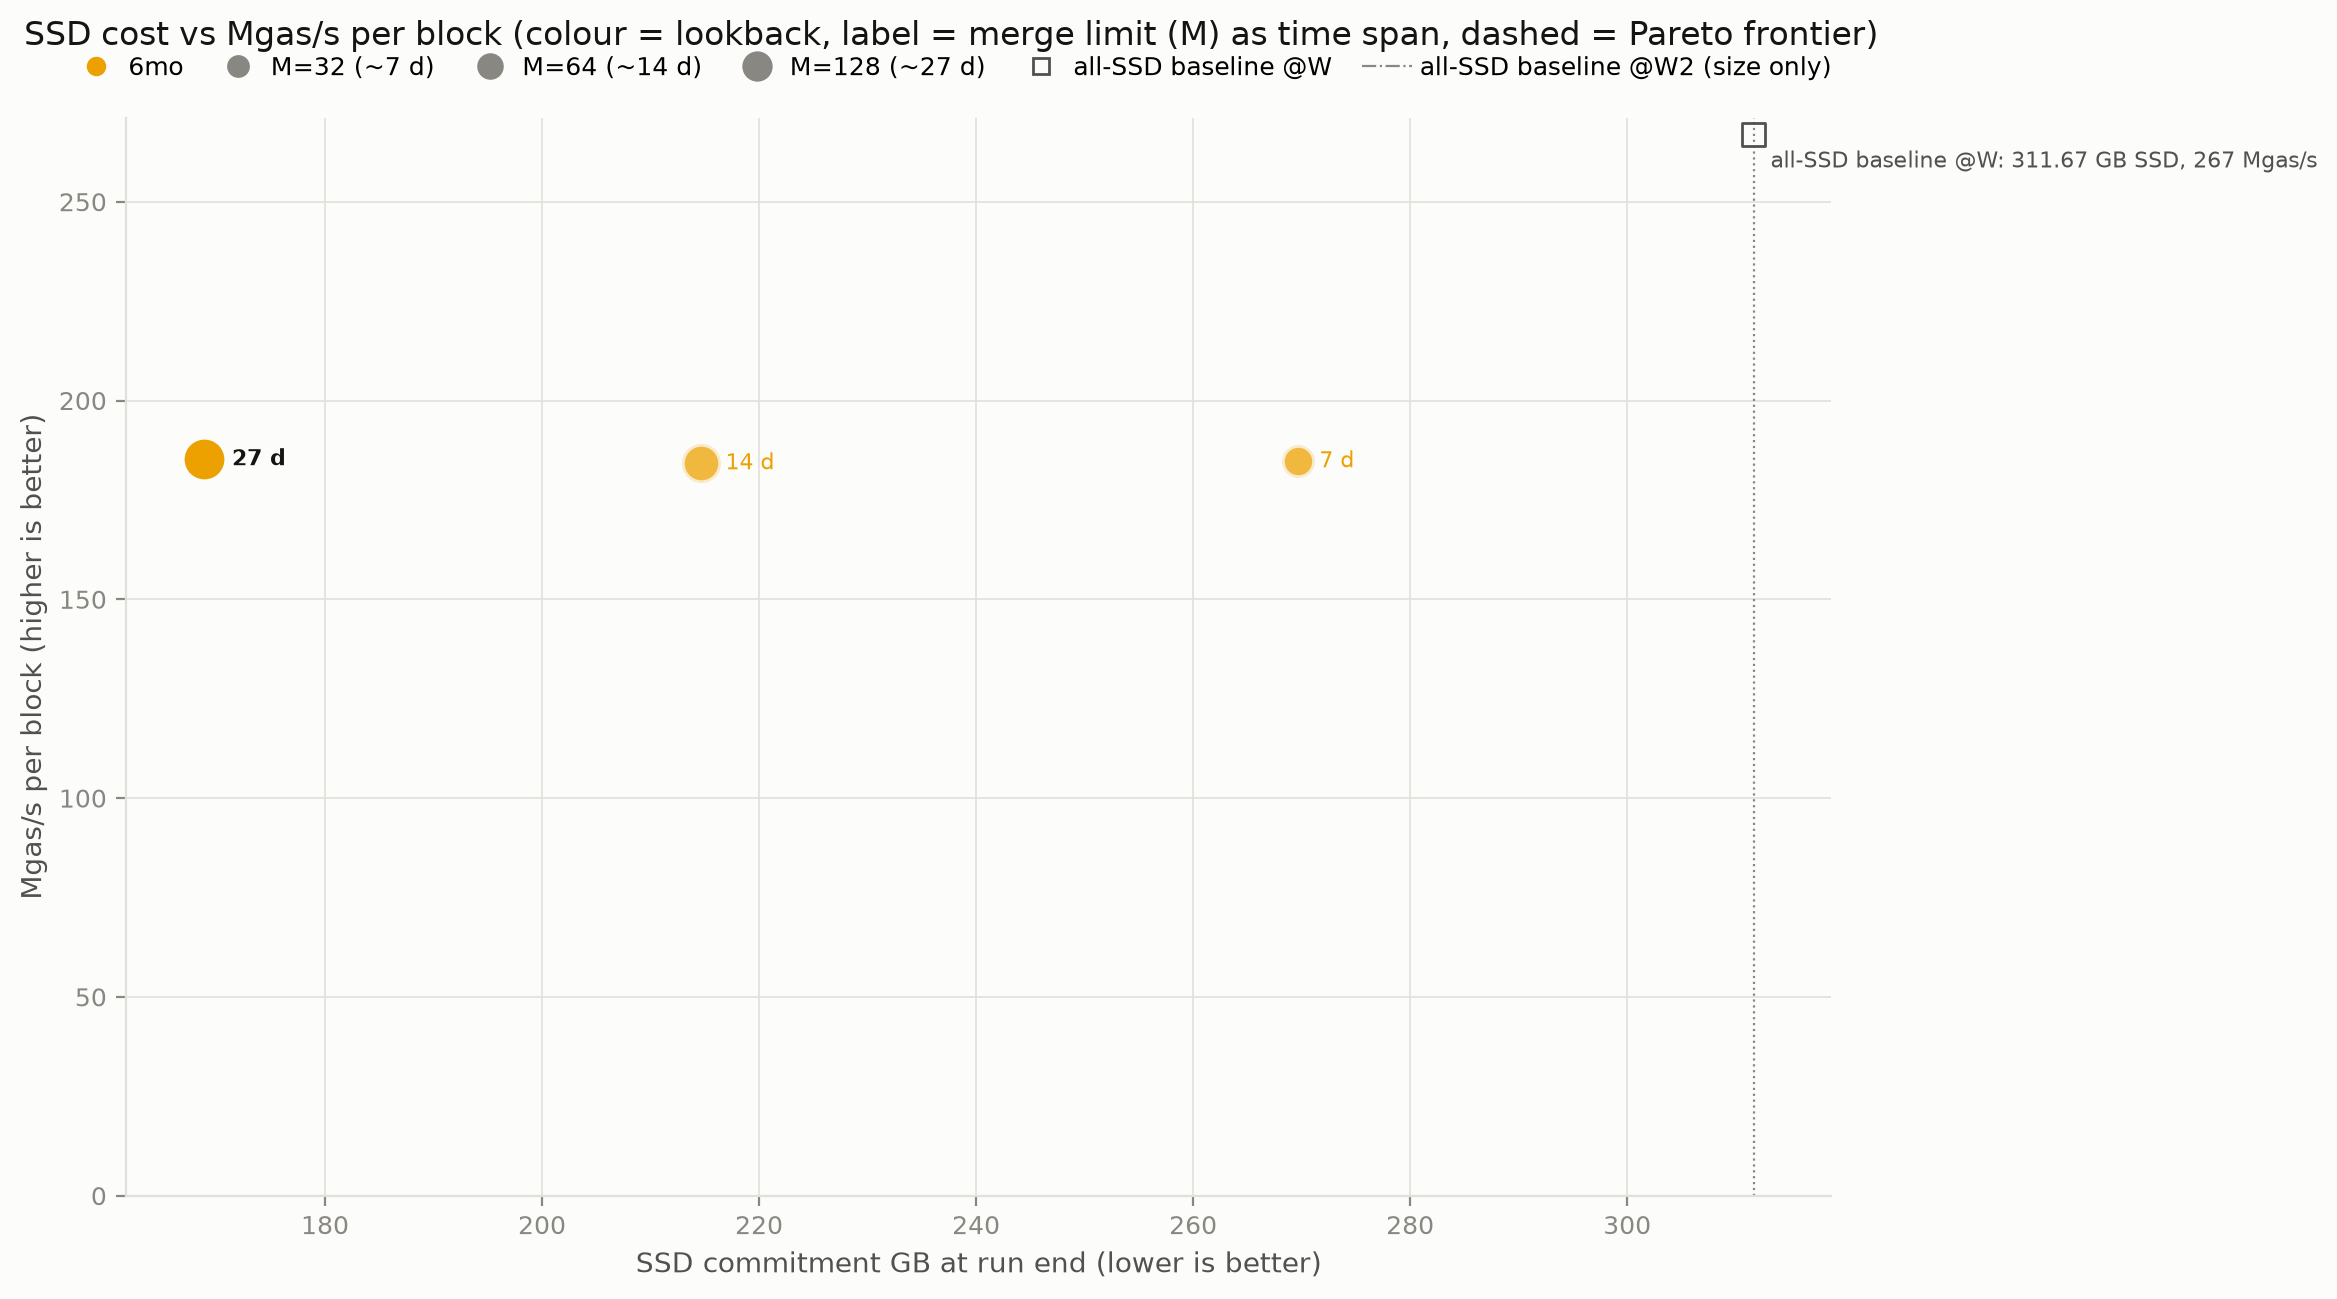 SSD cost vs Mgas/s per block (colour = lookback, label = merge limit (M) as time span, dashed = Pareto frontier)
6mo M=32 (~7 d) M=64 (~14 d) M=128 (~27 d) all-SSD baseline @W all-SSD baseline @W2 (size only)
all-SSD baseline @W: 311.67 GB SSD, 267 Mgas/s
250
200
150
100
50
0
Mgas/s per block (higher is better)
27 d
14 d
7 d
180 200 220 240 260 280 300
SSD commitment GB at run end (lower is better)